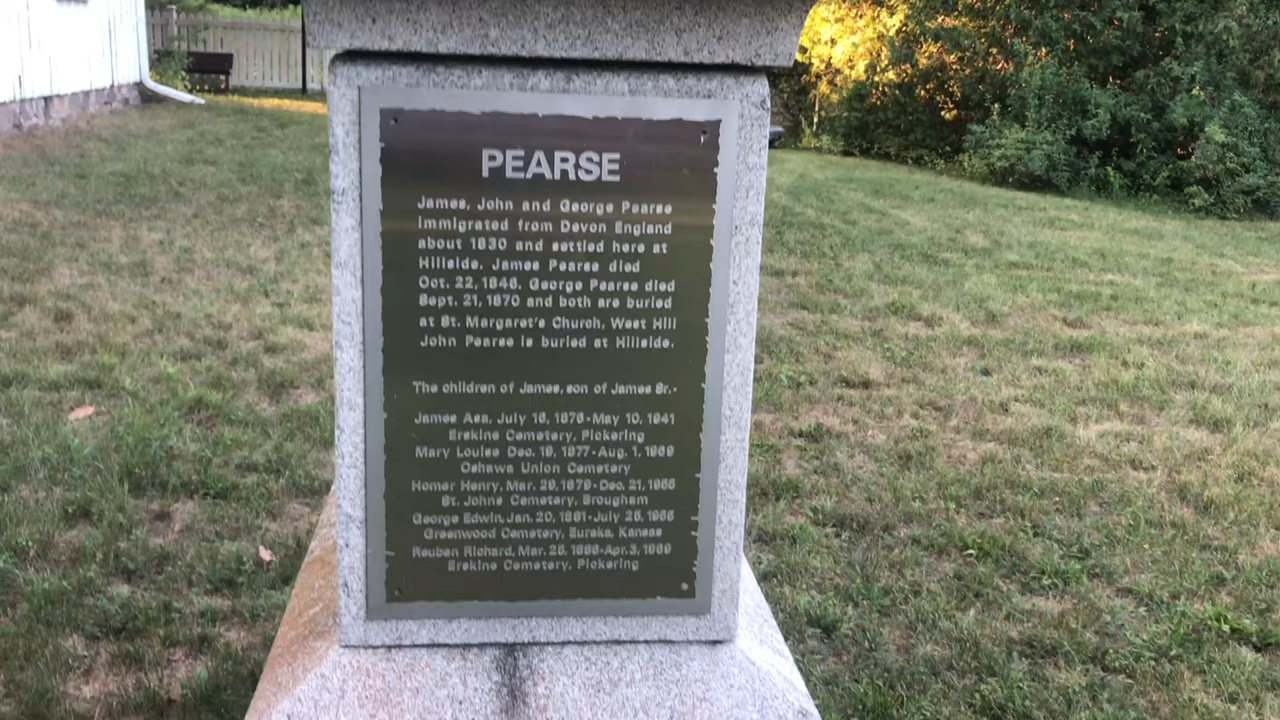 PEARSE
James, John and George Pearse
immigrated from Devon England
about 1830 and settled here at
Hillside. James Pearse died
Oct. 22, 1846, George Pearse died
Sept. 21, 1870 and both are buried
at St. Margaret's Church, West Hill
John Pearse is buried at Hillside.
The children of James, son of James Sr.-
James Asa, July 16, 1876-May 10, 1941
Erskine Cemetery, Pickering
Mary Louise Dec. 19, 1877-Aug. 1, 1969
Oshawa Union Cemetery
Homer Henry, Mar. 29, 1879-Dec. 21,
St. Johns Cemetery, Brougham
George Edwin, Jan. 20, 1881-July 25,
Greenwood Cemetery, Eureka, Kansas
Reuben Richard, Mar. 25, Apr. 3, 1969
Erskine Cemetery, Pickering